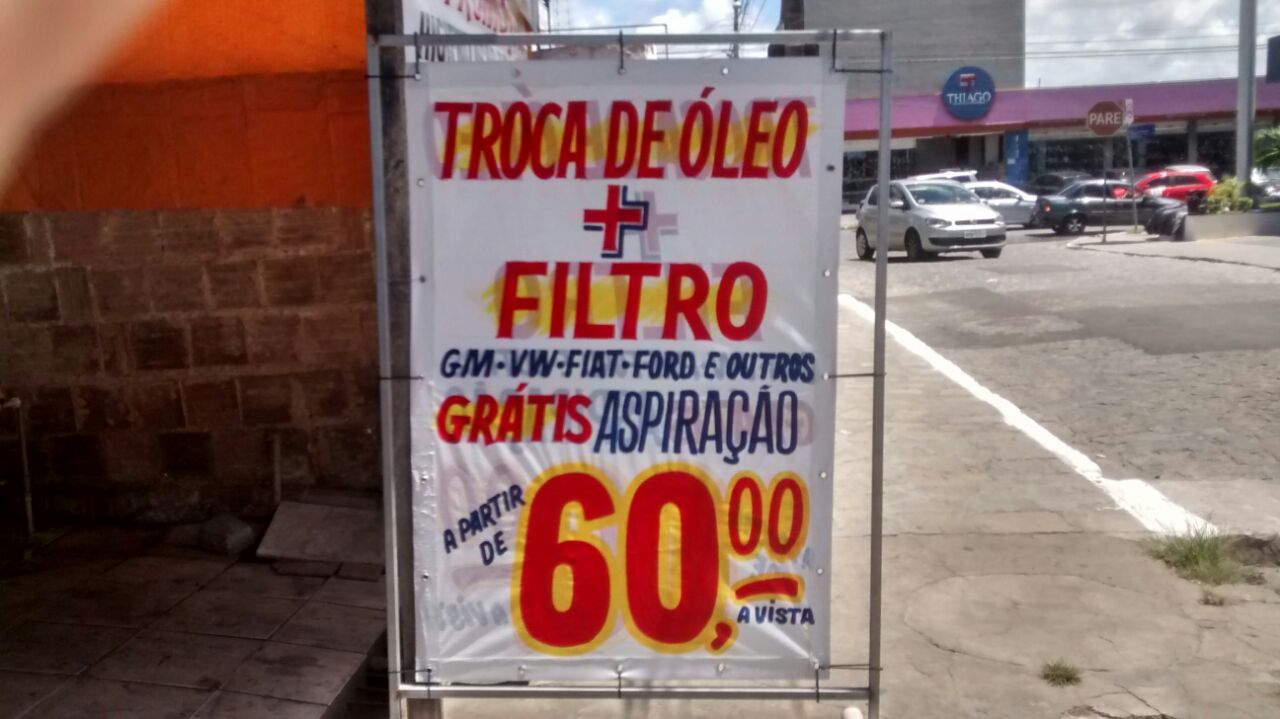 TROCA DE ÓLEO
+
FILTRO
GM·VW·FIAT·FORD E OUTROS
GRÁTIS ASPIRAÇÃO
A PARTIR
DE
60,00
A VISTA
THIAGO
PARE